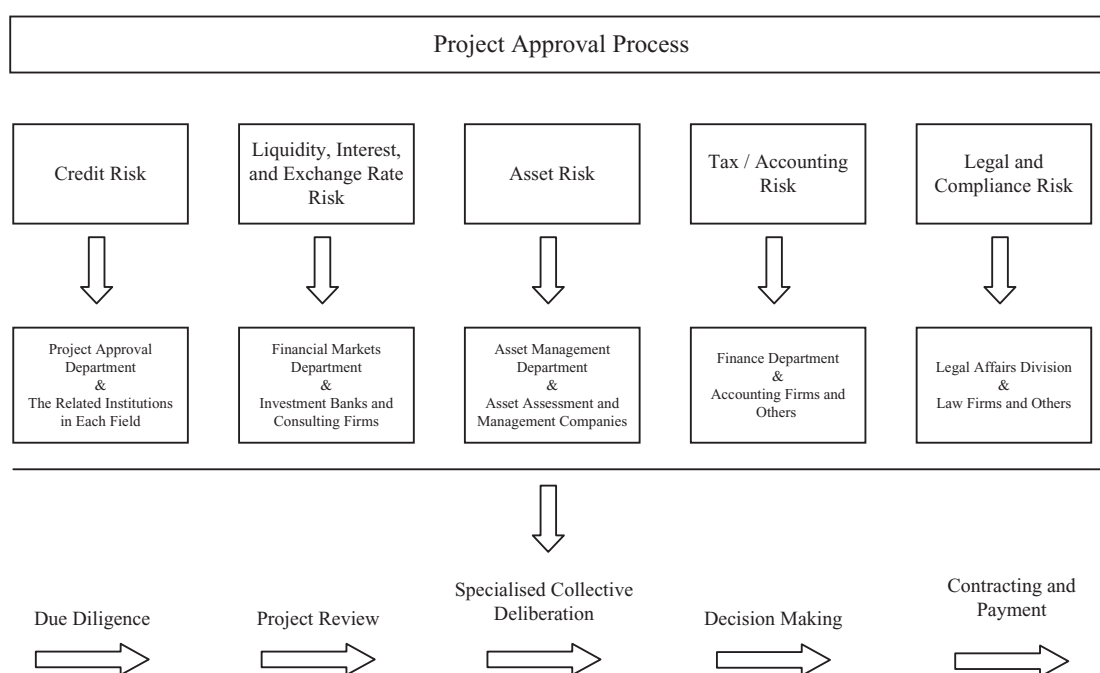 Project Approval Process
Credit Risk
Liquidity, Interest,
and Exchange Rate
Risk
Asset Risk
Tax / Accounting
Risk
Legal and
Compliance Risk
Project Approval
Department
&
The Related Institutions
in Each Field
Financial Markets
Department
&
Investment Banks and
Consulting Firms
Asset Management
Department
&
Asset Assessment and
Management Companies
Finance Department
&
Accounting Firms and
Others
Legal Affairs Division
&
Law Firms and Others
Due Diligence
Project Review
Specialised Collective
Deliberation
Decision Making
Contracting and
Payment